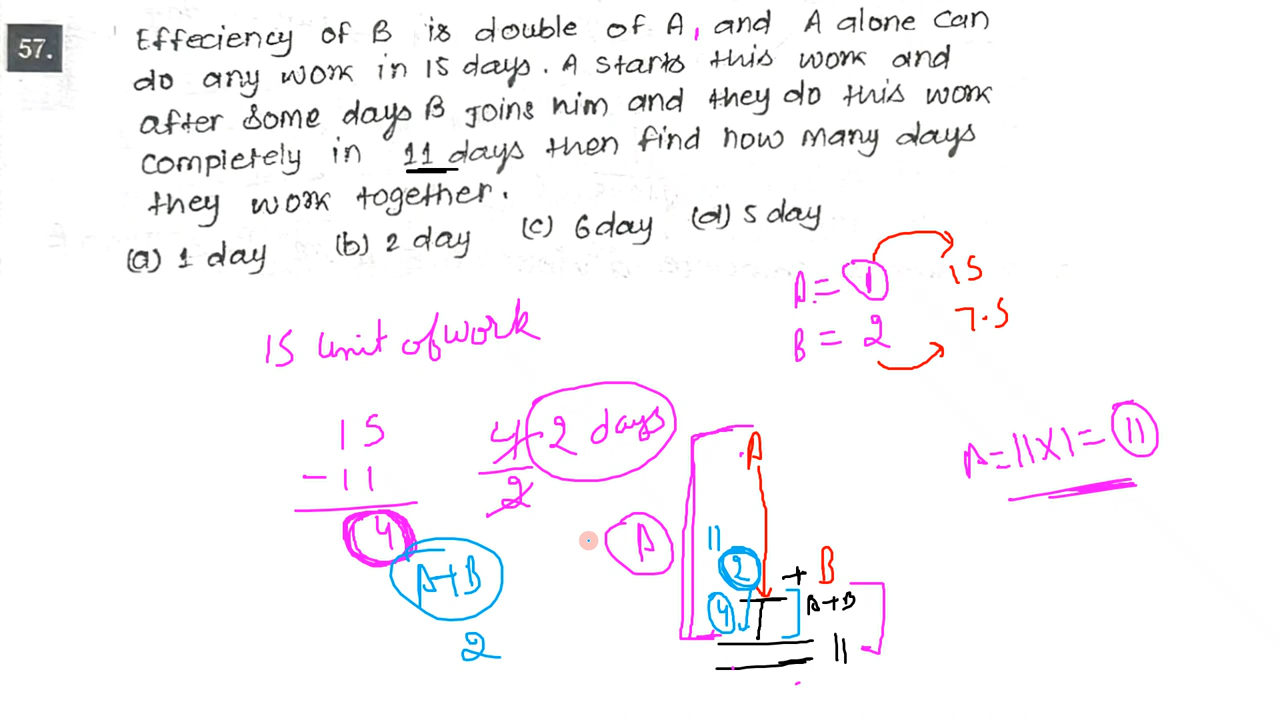 57.
Effeciency of B is double of A, and A alone can
do any work in 15 days. A starts this work and
after some days B joins him and they do this work
completely in 11 days then find how many days
they work together.
(a) 1 day (b) 2 day (c) 6 day (d) 5 day
A = 1 15
B = 2 7.5
15 unit of work
15 4 2 days A
- 11 2
4
A = 11 x 1 = 11
A 11
2 + B
A+B 4 A+B
2 11